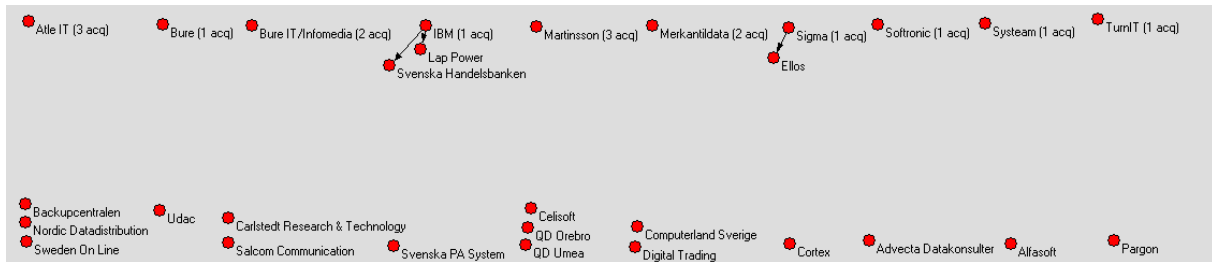 Atle IT (3 acq)
Bure (1 acq)
Bure IT/Infomedia (2 acq)
IBM (1 acq)
Martinsson (3 acq)
Merkantildata (2 acq)
Sigma (1 acq)
Softronic (1 acq)
Systeam (1 acq)
TurnIT (1 acq)
Lap Power
Svenska Handelsbanken
Ellos
Backupcentralen
Udac
Carlstedt Research & Technology
Celisoft
Nordic Datadistribution
QD Orebro
Computerland Sverige
Sweden On Line
Salcom Communication
Svenska PA System
QD Umea
Digital Trading
Cortex
Advecta Datakonsulter
Alfasoft
Pargon